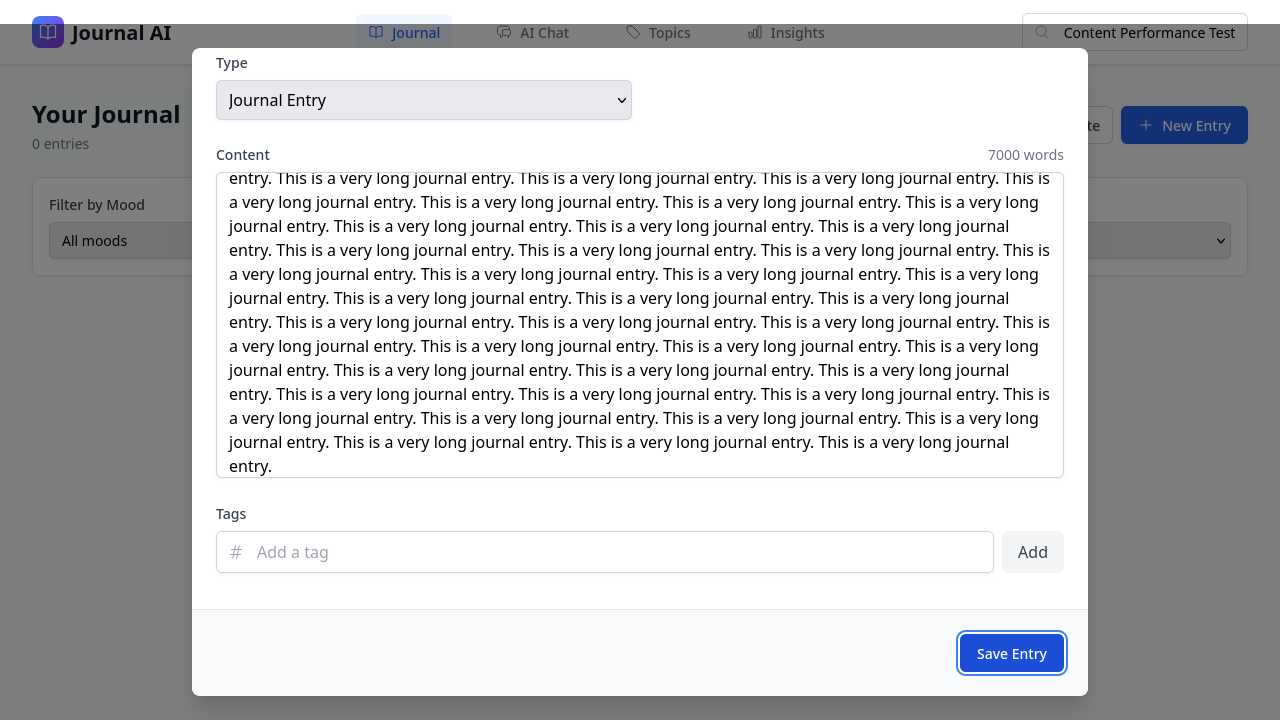 Journal AI
Journal
AI Chat
Topics
Insights
Content Performance Test
Your Journal
0 entries
te
New Entry
Filter by Mood
All moods
Type
Journal Entry
Content
7000 words
entry. This is a very long journal entry. This is a very long journal entry. This is a very long journal entry. This is
a very long journal entry. This is a very long journal entry. This is a very long journal entry. This is a very long
journal entry. This is a very long journal entry. This is a very long journal entry. This is a very long journal
entry. This is a very long journal entry. This is a very long journal entry. This is a very long journal entry. This is
a very long journal entry. This is a very long journal entry. This is a very long journal entry. This is a very long
journal entry. This is a very long journal entry. This is a very long journal entry. This is a very long journal
entry. This is a very long journal entry. This is a very long journal entry. This is a very long journal entry. This is
a very long journal entry. This is a very long journal entry. This is a very long journal entry. This is a very long
journal entry. This is a very long journal entry. This is a very long journal entry. This is a very long journal
entry. This is a very long journal entry. This is a very long journal entry. This is a very long journal entry. This is
a very long journal entry. This is a very long journal entry. This is a very long journal entry. This is a very long
journal entry. This is a very long journal entry. This is a very long journal entry. This is a very long journal
entry.
Tags
# Add a tag
Add
Save Entry